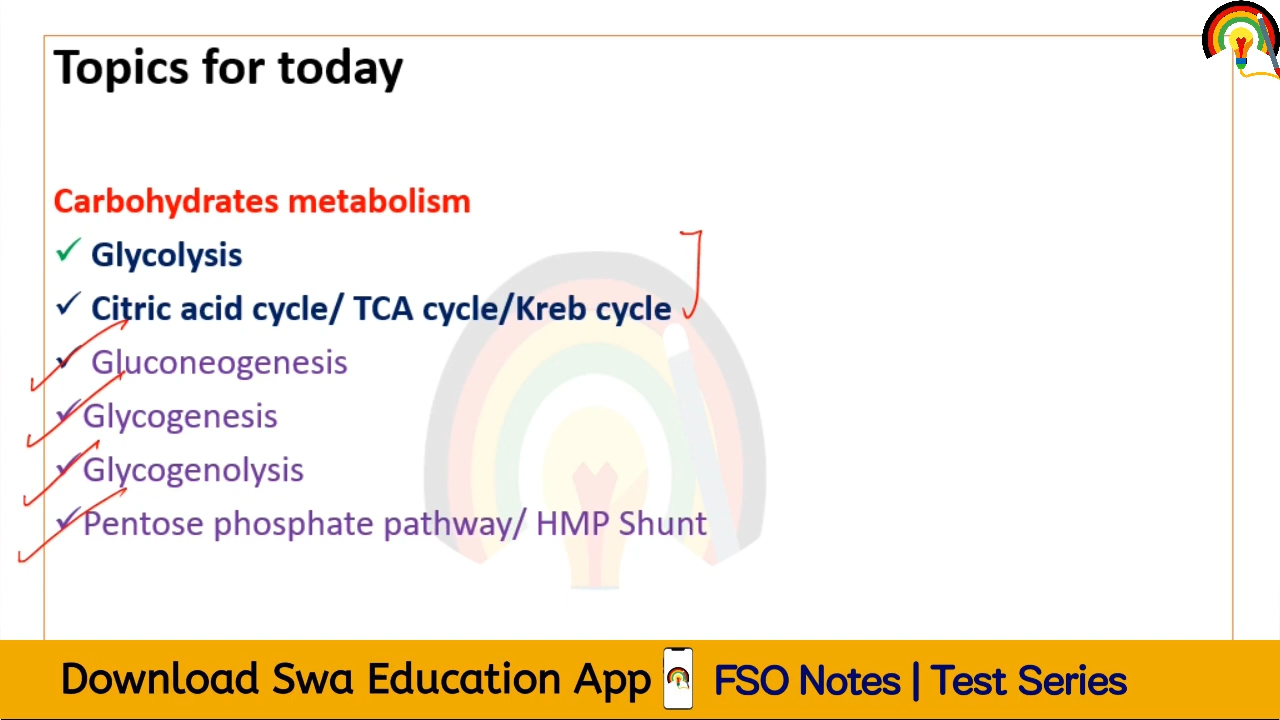 Topics for today
Carbohydrates metabolism
✓ Glycolysis
✓ Citric acid cycle/ TCA cycle/Kreb cycle
✓ Gluconeogenesis
✓ Glycogenesis
✓ Glycogenolysis
✓ Pentose phosphate pathway/ HMP Shunt
Download Swa Education App FSO Notes | Test Series